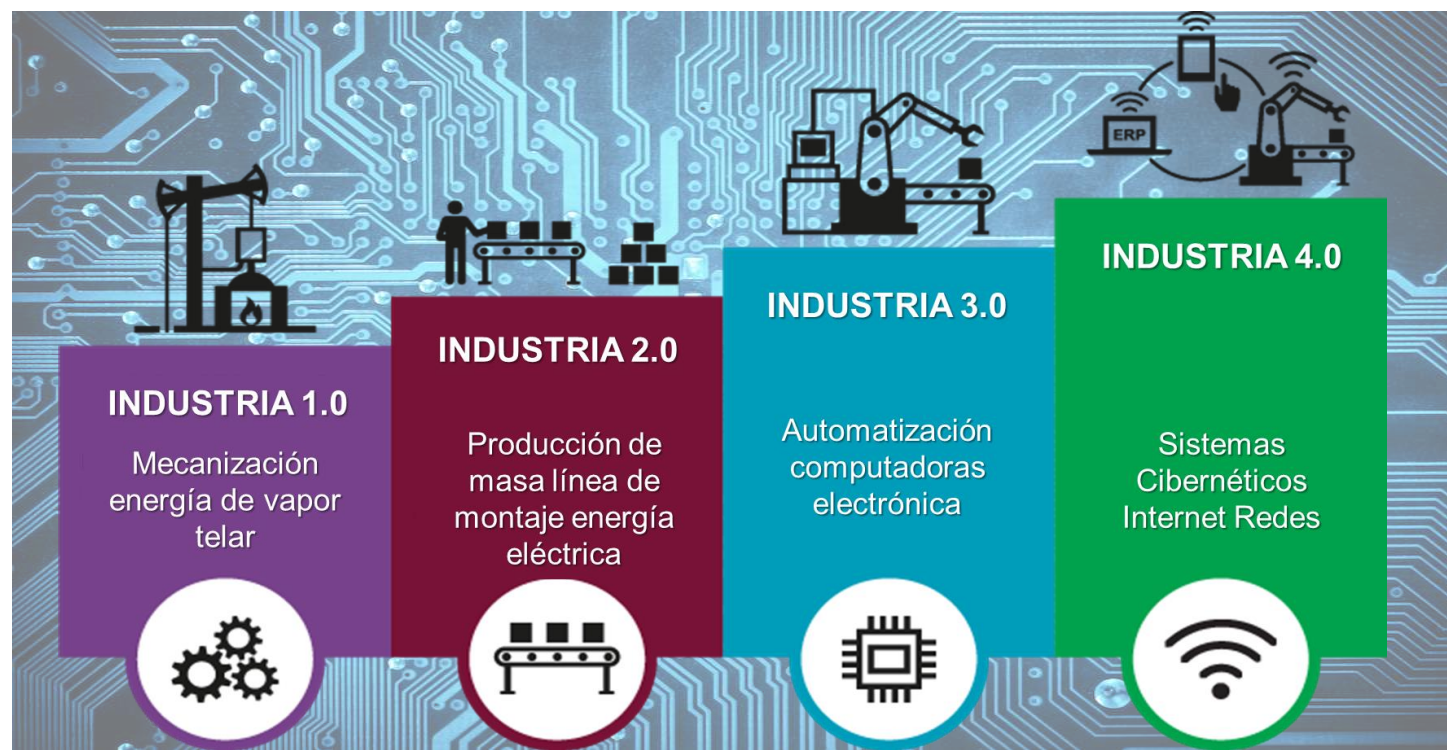 INDUSTRIA 1.0
Mecanización
energía de vapor
telar
INDUSTRIA 2.0
Producción de
masa línea de
montaje energía
eléctrica
INDUSTRIA 3.0
Automatización
computadoras
electrónica
ERP
INDUSTRIA 4.0
Sistemas
Cibernéticos
Internet Redes